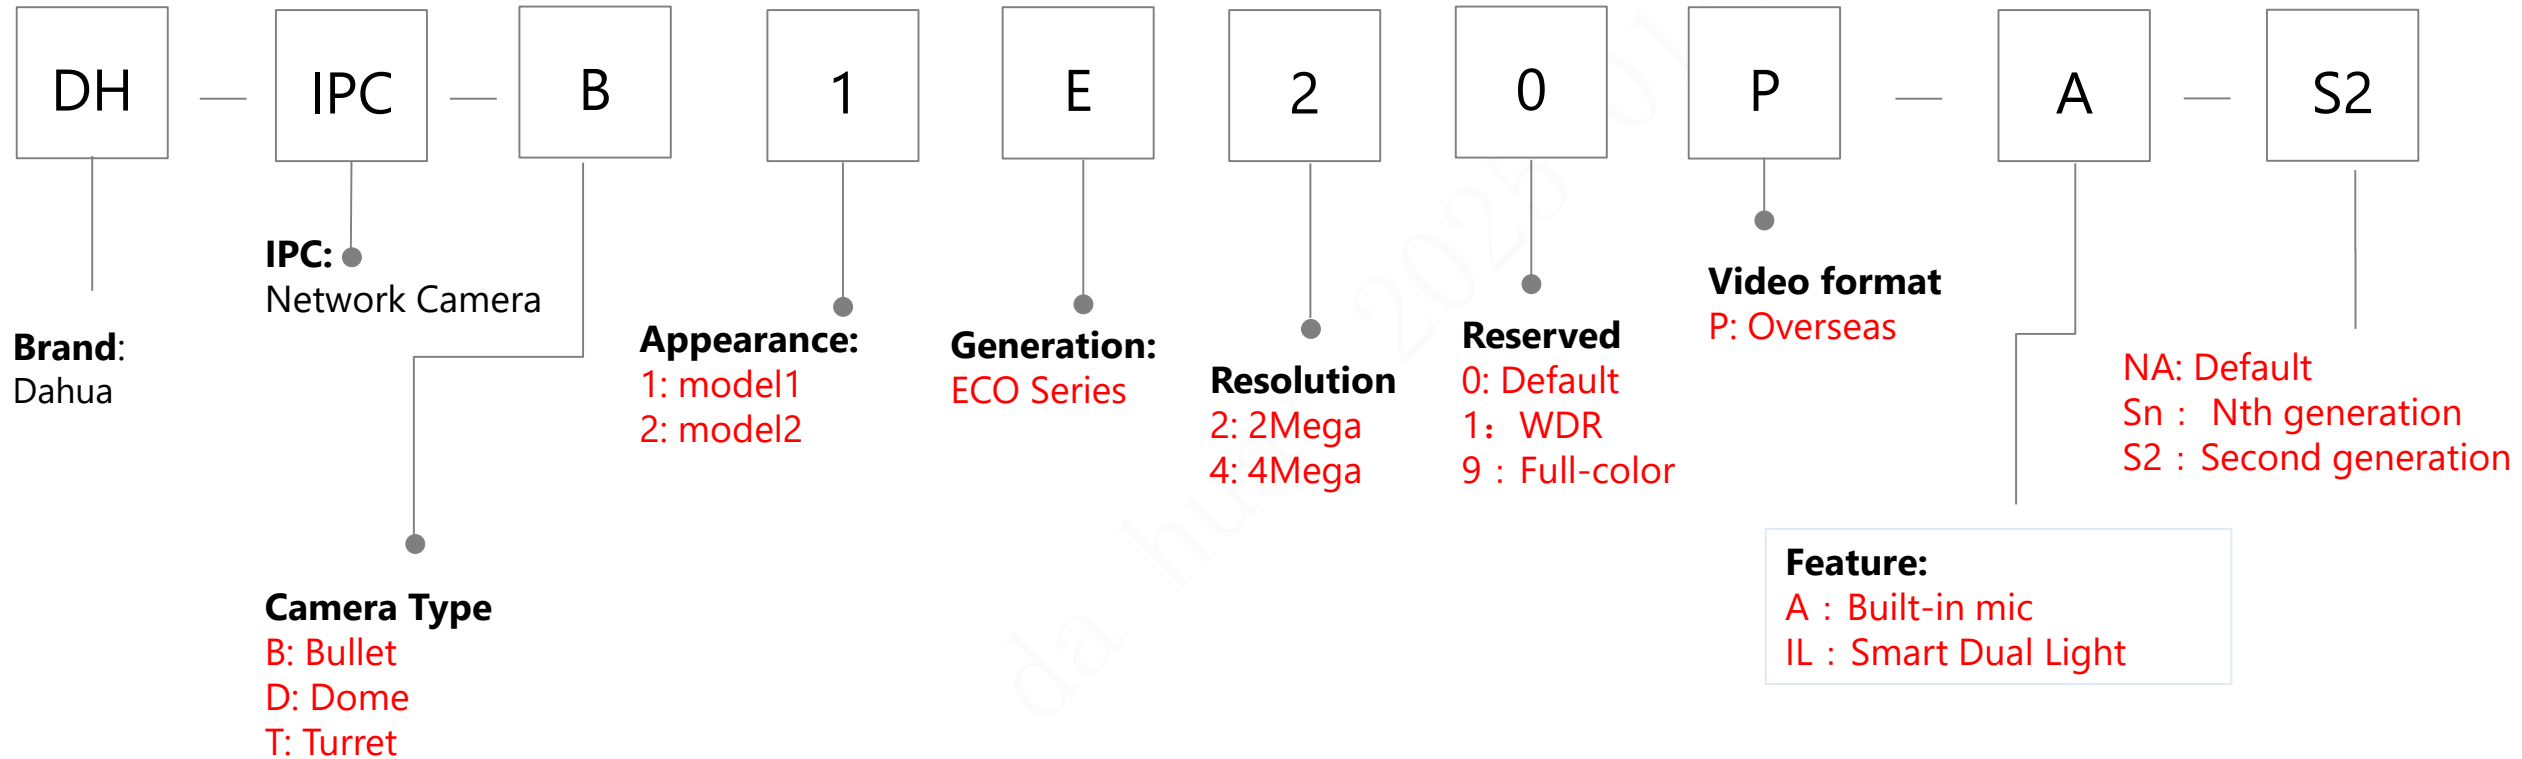 DH — IPC — B 1 E 2 0 P — A — S2
IPC:
Network Camera
Brand:
Dahua
Camera Type
B: Bullet
D: Dome
T: Turret
Appearance:
1: model1
2: model2
Generation:
ECO Series
Resolution
2: 2Mega
4: 4Mega
Reserved
0: Default
1： WDR
9 : Full-color
Video format
P: Overseas
Feature:
A : Built-in mic
IL : Smart Dual Light
NA: Default
Sn : Nth generation
S2 : Second generation